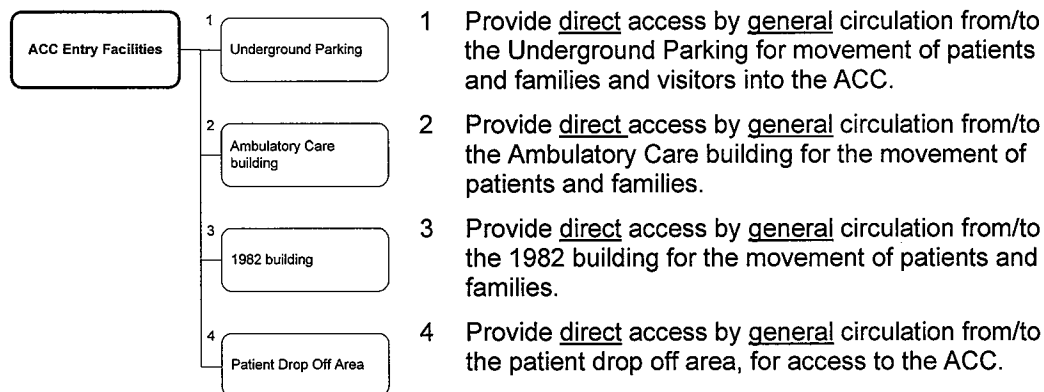 ACC Entry Facilities
1
Underground Parking
2
Ambulatory Care
building
3
1982 building
4
Patient Drop Off Area
1 Provide direct access by general circulation from/to
the Underground Parking for movement of patients
and families and visitors into the ACC.
2 Provide direct access by general circulation from/to
the Ambulatory Care building for the movement of
patients and families.
3 Provide direct access by general circulation from/to
the 1982 building for the movement of patients and
families.
4 Provide direct access by general circulation from/to
the patient drop off area, for access to the ACC.